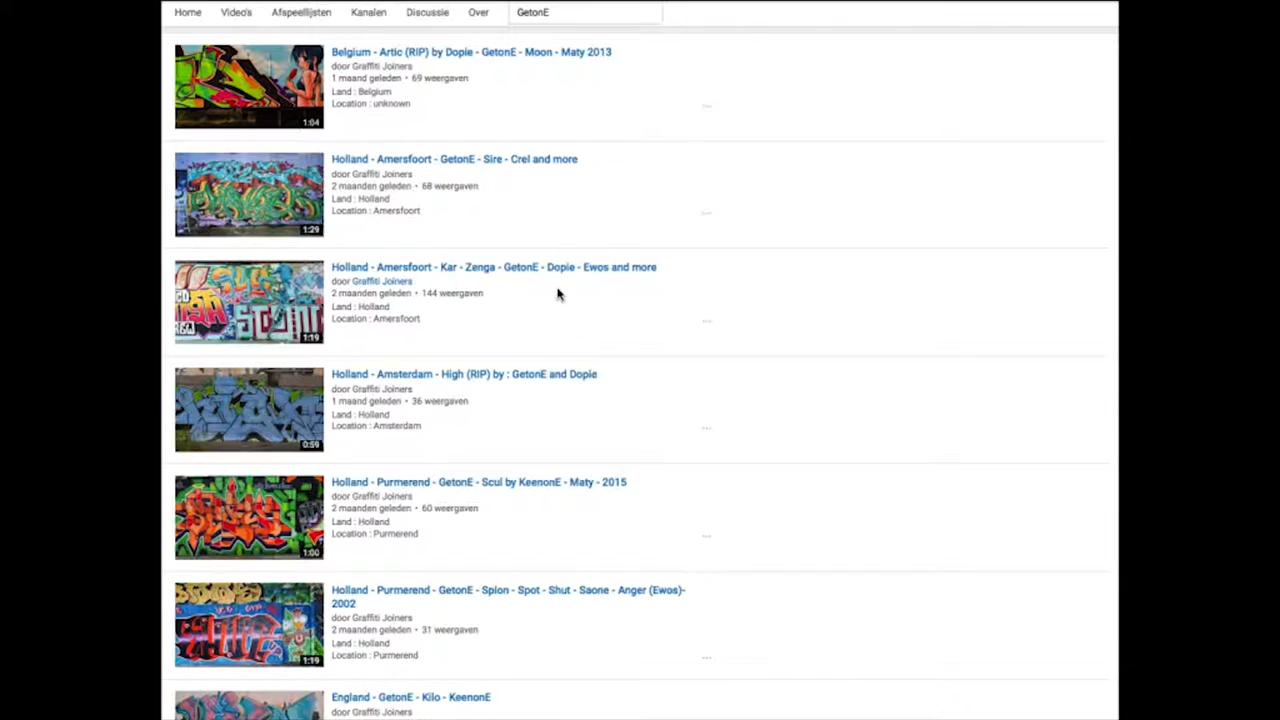 Home Video's Afspeellijsten Kanalen Discussie Over GetonE
Belgium - Artic (RIP) by Dopie - GetonE - Moon - Maty 2013
door Graffiti Joiners
1 maand geleden • 69 weergaven
Land : Belgium
Location : unknown
1:04
Holland - Amersfoort - GetonE - Sire - Crel and more
door Graffiti Joiners
2 maanden geleden • 68 weergaven
Land : Holland
Location : Amersfoort
1:29
Holland - Amersfoort - Kar - Zenga - GetonE - Dopie - Ewos and more
door Graffiti Joiners
2 maanden geleden • 144 weergaven
Land : Holland
Location : Amersfoort
1:19
Holland - Amsterdam - High (RIP) by : GetonE and Dopie
door Graffiti Joiners
1 maand geleden • 36 weergaven
Land : Holland
Location : Amsterdam
0:59
Holland - Purmerend - GetonE - Scul by KeenonE - Maty - 2015
door Graffiti Joiners
2 maanden geleden • 60 weergaven
Land : Holland
Location : Purmerend
1:00
Holland - Purmerend - GetonE - Spion - Spot - Shut - Saone - Anger (Ewos)-
2002
door Graffiti Joiners
2 maanden geleden • 31 weergaven
Land : Holland
Location : Purmerend
1:19
England - GetonE - Kilo - KeenonE
door Graffiti Joiners